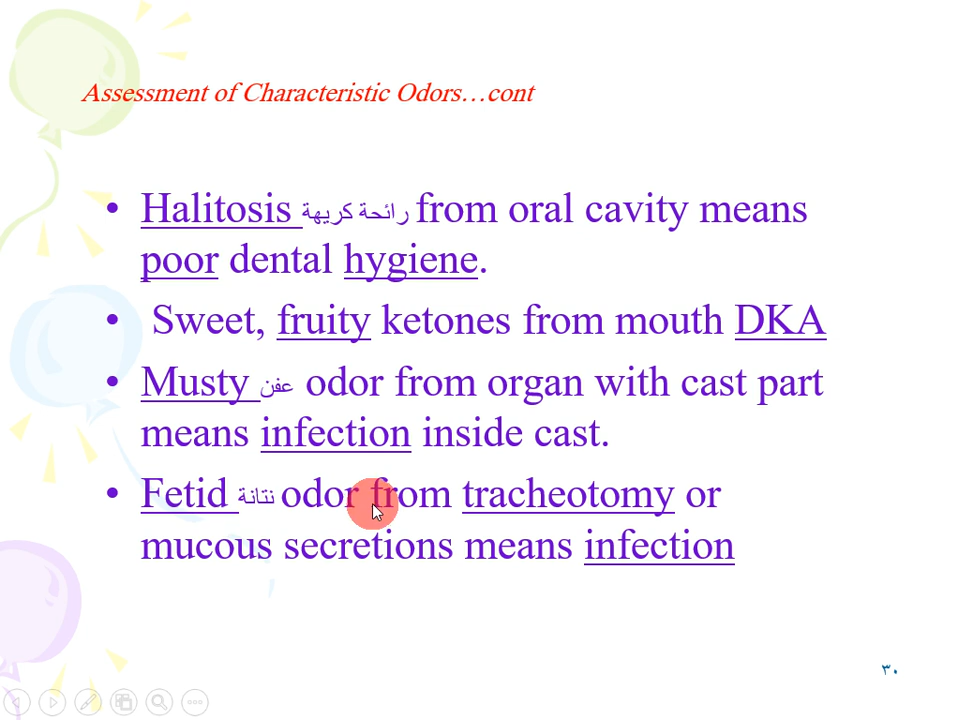 Assessment of Characteristic Odors…cont
• Halitosis رائحة كريهة from oral cavity means
poor dental hygiene.
• Sweet, fruity ketones from mouth DKA
• Musty عفن odor from organ with cast part
means infection inside cast.
• Fetid نتانة odor from tracheotomy or
mucous secretions means infection
٣٠